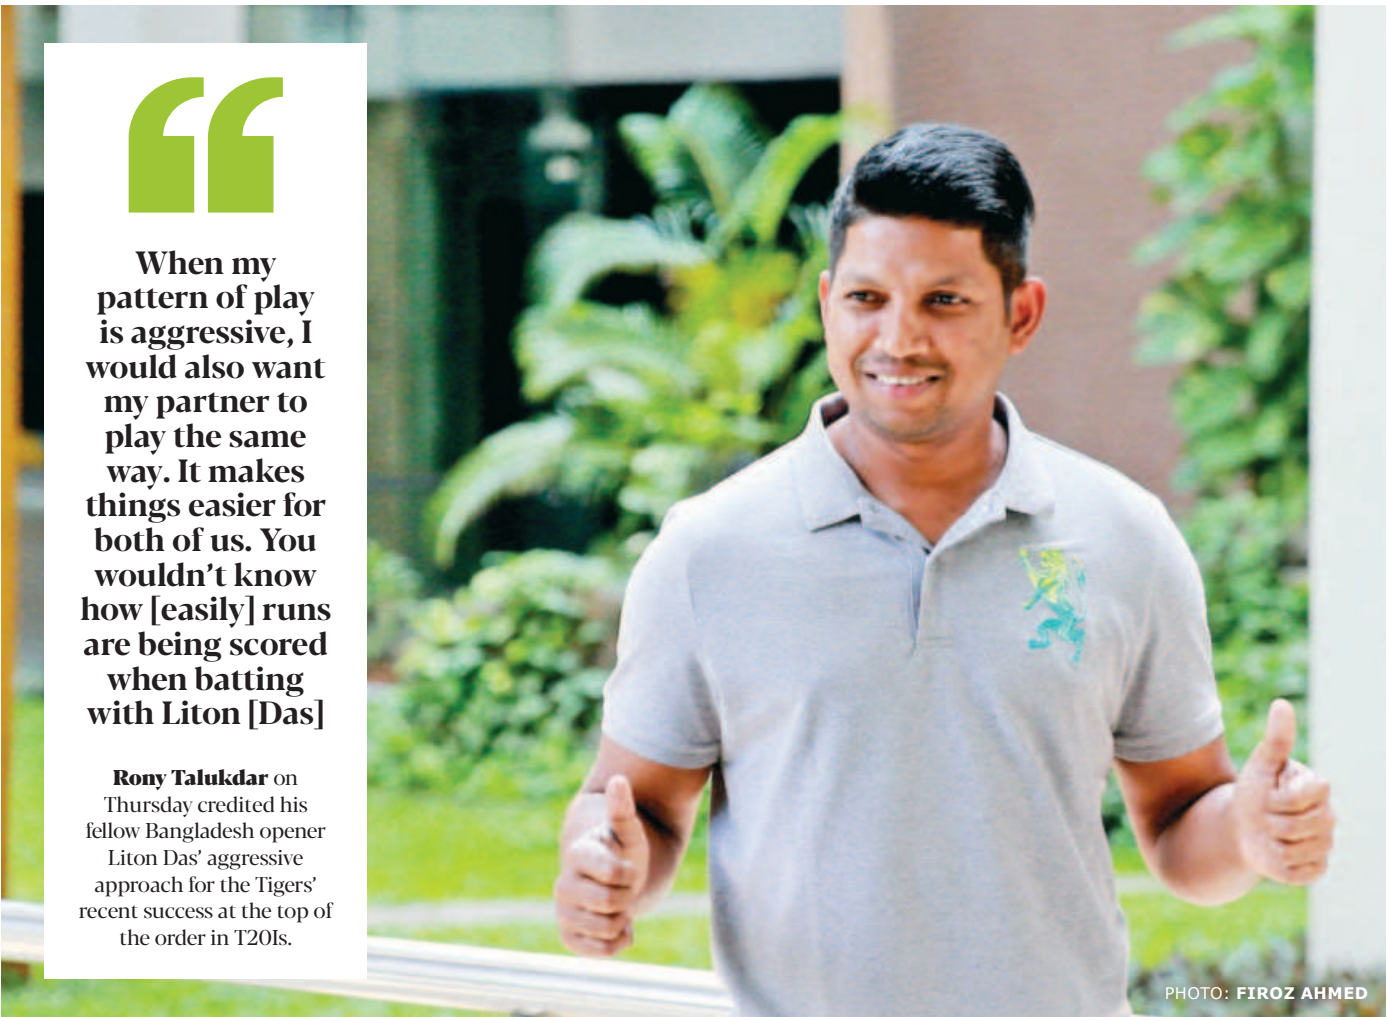 When my
pattern of play
is aggressive, I
would also want
my partner to
play the same
way. It makes
things easier for
both of us. You
wouldn’t know
how [easily] runs
are being scored
when batting
with Liton [Das]
Rony Talukdar on
Thursday credited his
fellow Bangladesh opener
Liton Das’ aggressive
approach for the Tigers’
recent success at the top of
the order in T20Is.
PHOTO: FIROZ AHMED